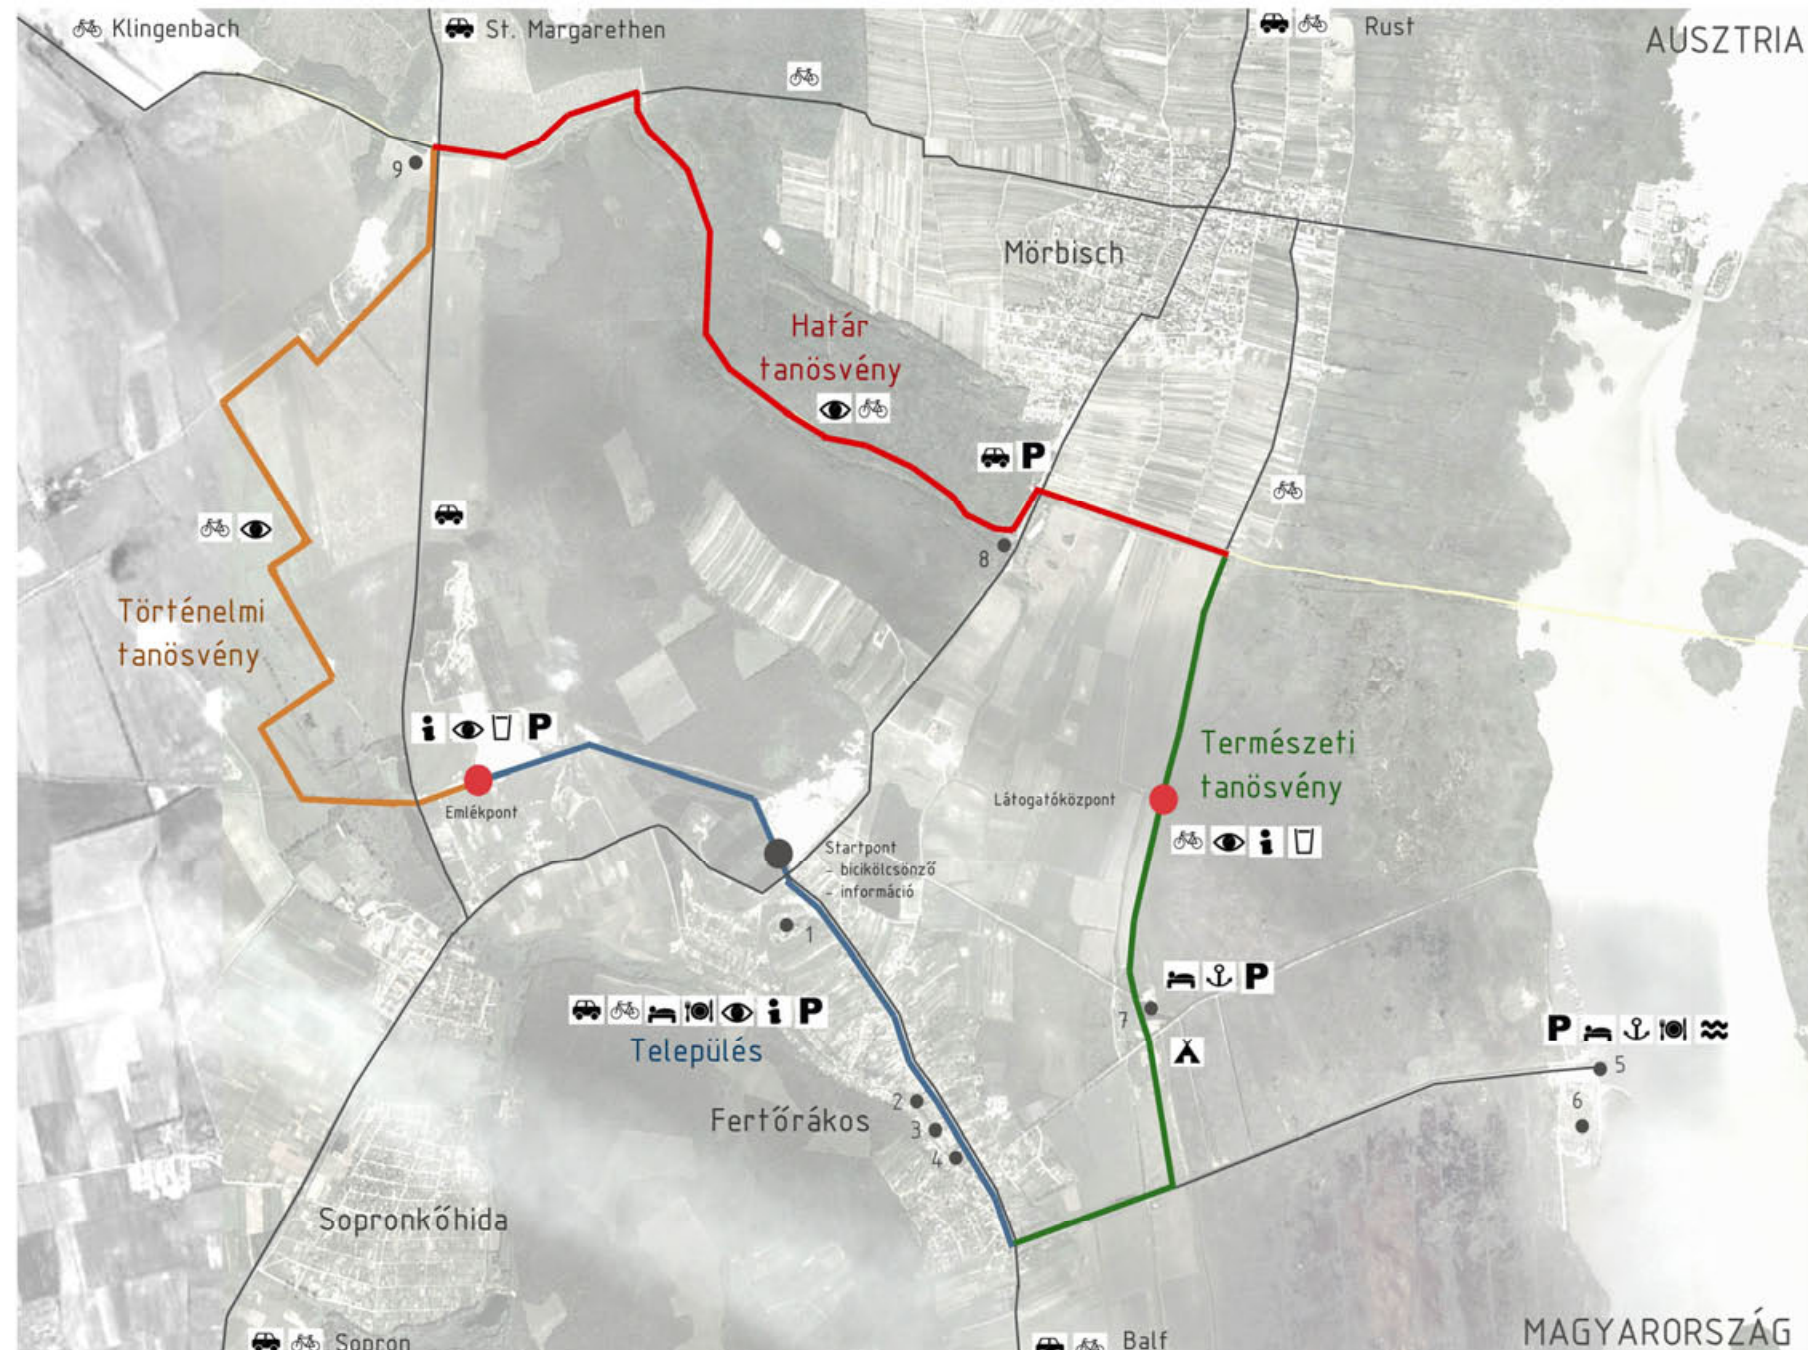 Klingenbach
St. Margarethen
Rust
AUSZTRIA
9
Mörbisch
Határ
tanösvény
P
8
Történelmi
tanösvény
i P
Emlékpont
Természeti
tanösvény
Látogatóközpont
i
Startpont
- bicikölcsönző
- információ
1
P
7
i P
Település
P
5
6
2
Fertőrákos
3
4
Sopronkőhida
Sopron
Balf
MAGYARORSZÁG